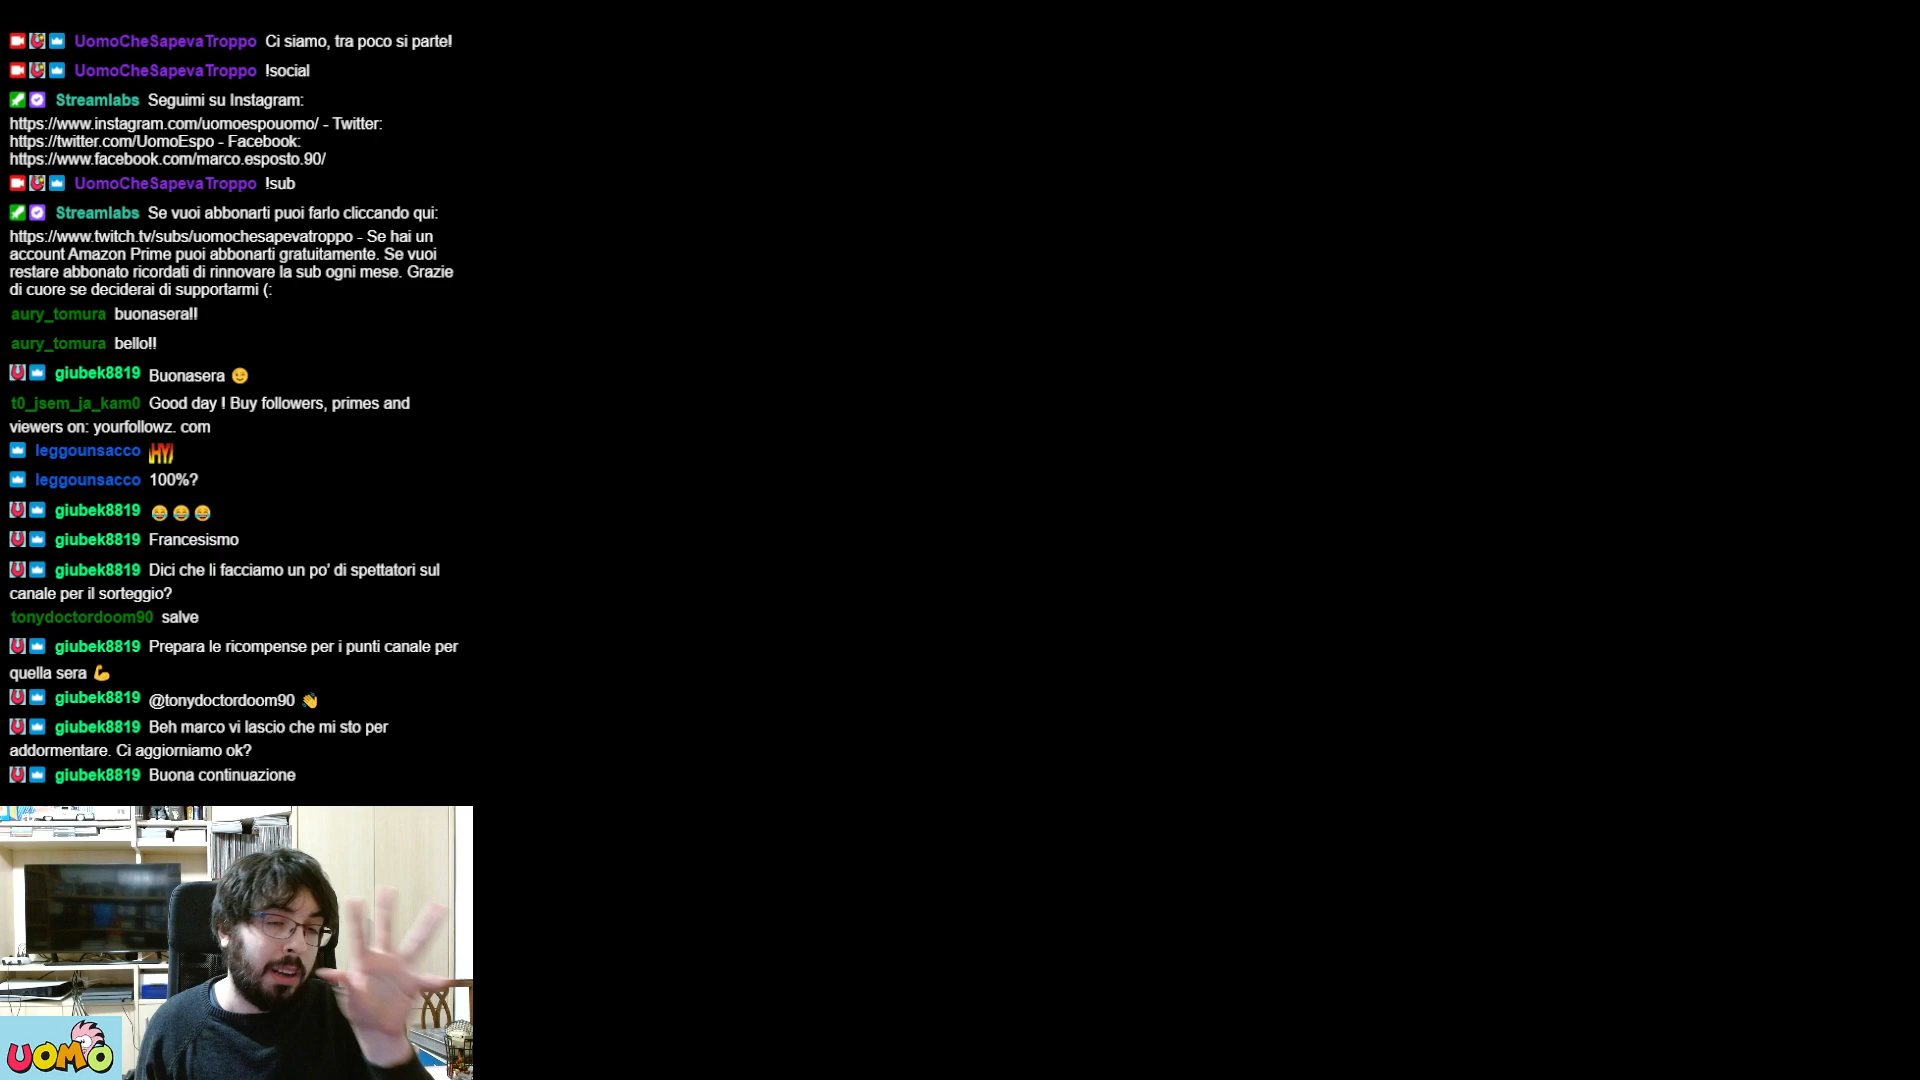 UomoCheSapevaTroppo Ci siamo, tra poco si parte!
UomoCheSapevaTroppo !social
Streamlabs Seguimi su Instagram:
https://www.instagram.com/uomoespouomo/ - Twitter:
https://twitter.com/UomoEspo - Facebook:
https://www.facebook.com/marco.esposto.90/
UomoCheSapevaTroppo !sub
Streamlabs Se vuoi abbonarti puoi farlo cliccando qui:
https://www.twitch.tv/subs/uomochesapevatroppo - Se hai un
account Amazon Prime puoi abbonarti gratuitamente. Se vuoi
restare abbonato ricordati di rinnovare la sub ogni mese. Grazie
di cuore se deciderai di supportarmi (:
aury_tomura buonasera!!
aury_tomura bello!!
giubek8819 Buonasera 😉
t0_jsem_ja_kam0 Good day ! Buy followers, primes and
viewers on: yourfollowz. com
leggounsacco HY
leggounsacco 100%?
giubek8819 😂 😂 😂
giubek8819 Francesismo
giubek8819 Dici che li facciamo un po' di spettatori sul
canale per il sorteggio?
tonydoctordoom90 salve
giubek8819 Prepara le ricompense per i punti canale per
quella sera 💪
giubek8819 @tonydoctordoom90 👋
giubek8819 Beh marco vi lascio che mi sto per
addormentare. Ci aggiorniamo ok?
giubek8819 Buona continuazione
UOMO